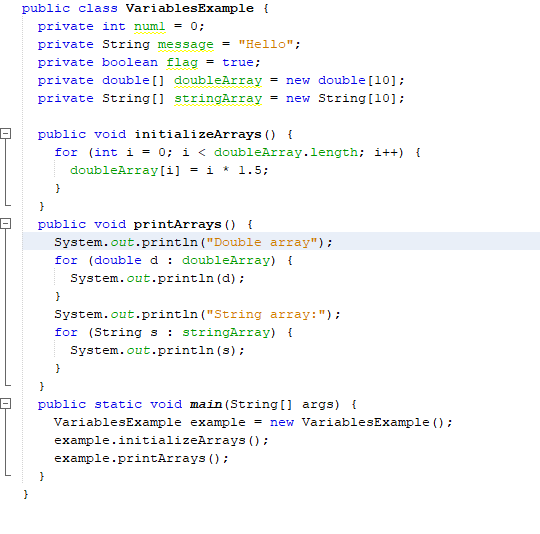 public class VariablesExample {
private int num1 = 0;
private String message = "Hello";
private boolean flag = true;
private double[] doubleArray = new double[10];
private String[] stringArray = new String[10];
public void initializeArrays() {
for (int i = 0; i < doubleArray.length; i++) {
doubleArray[i] = i * 1.5;
}
}
public void printArrays() {
System.out.println("Double array");
for (double d : doubleArray) {
System.out.println(d);
}
System.out.println("String array:");
for (String s : stringArray) {
System.out.println(s);
}
}
public static void main(String[] args) {
VariablesExample example = new VariablesExample();
example.initializeArrays();
example.printArrays();
}
}